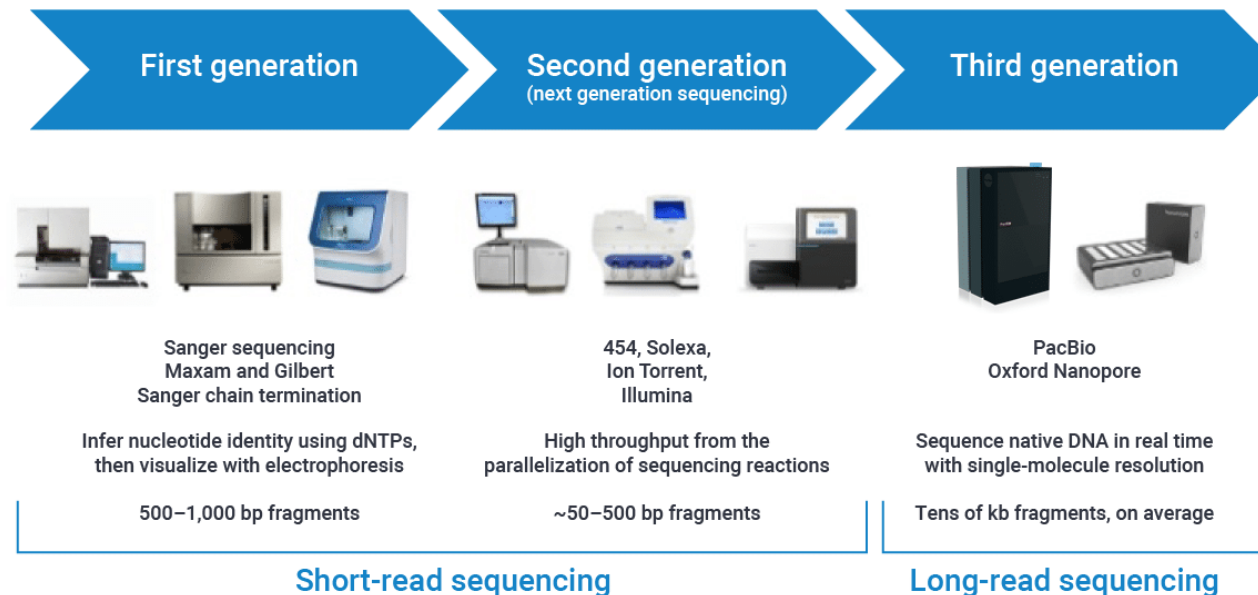 First generation
Second generation
(next generation sequencing)
Third generation
Sanger sequencing
Maxam and Gilbert
Sanger chain termination
Infer nucleotide identity using dNTPs,
then visualize with electrophoresis
500–1,000 bp fragments
454, Solexa,
Ion Torrent,
Illumina
High throughput from the
parallelization of sequencing reactions
~50–500 bp fragments
PacBio
Oxford Nanopore
Sequence native DNA in real time
with single-molecule resolution
Tens of kb fragments, on average
Short-read sequencing
Long-read sequencing